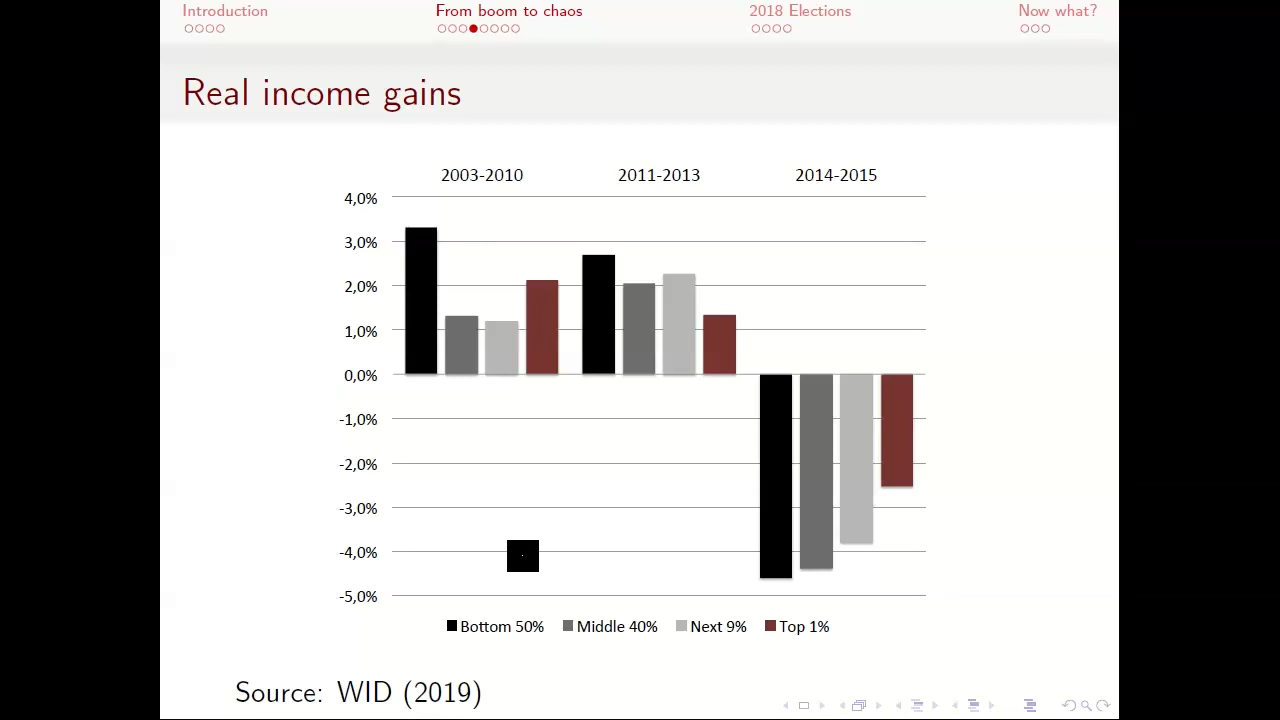 Introduction From boom to chaos 2018 Elections Now what?
Real income gains
2003-2010 2011-2013 2014-2015
4,0%
3,0%
2,0%
1,0%
0,0%
-1,0%
-2,0%
-3,0%
-4,0%
-5,0%
Bottom 50% Middle 40% Next 9% Top 1%
Source: WID (2019)